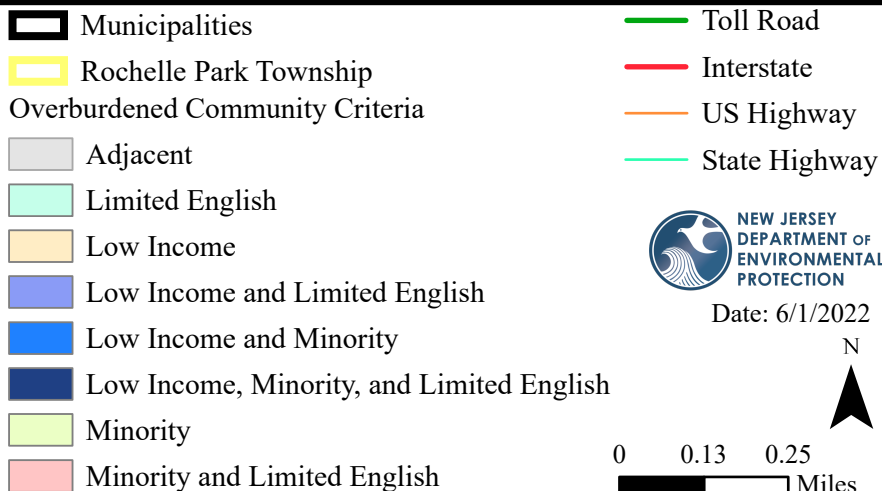 Municipalities
Rochelle Park Township
Overburdened Community Criteria
Adjacent
Limited English
Low Income
Low Income and Limited English
Low Income and Minority
Low Income, Minority, and Limited English
Minority
Minority and Limited English
Toll Road
Interstate
US Highway
State Highway
NEW JERSEY
DEPARTMENT OF
ENVIRONMENTAL
PROTECTION
Date: 6/1/2022
N
0 0.13 0.25
Miles